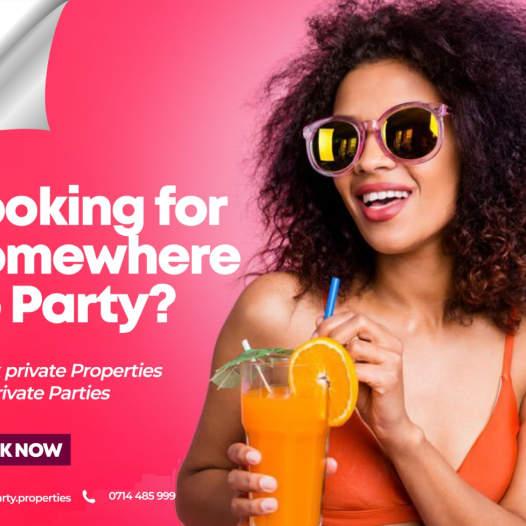 ooking for
omewhere
Party?
private Properties
rivate Parties
K NOW
arty.properties
0714 485 999